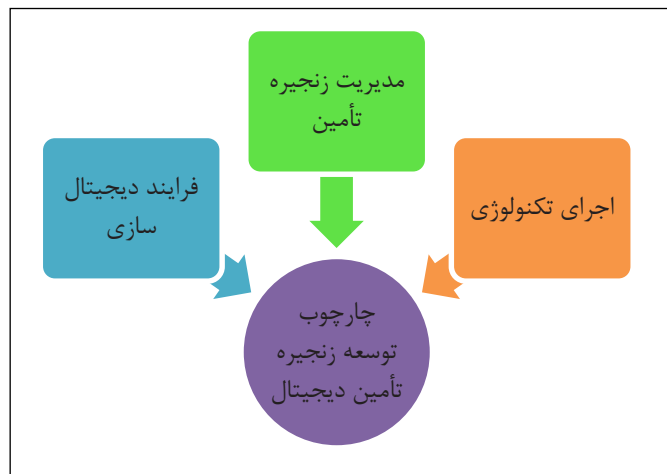 مدیریت زنجیره
تأمین
اجرای تکنولوژی
فرایند دیجیتال
سازی
چارچوب
توسعه زنجیره
تأمین دیجیتال